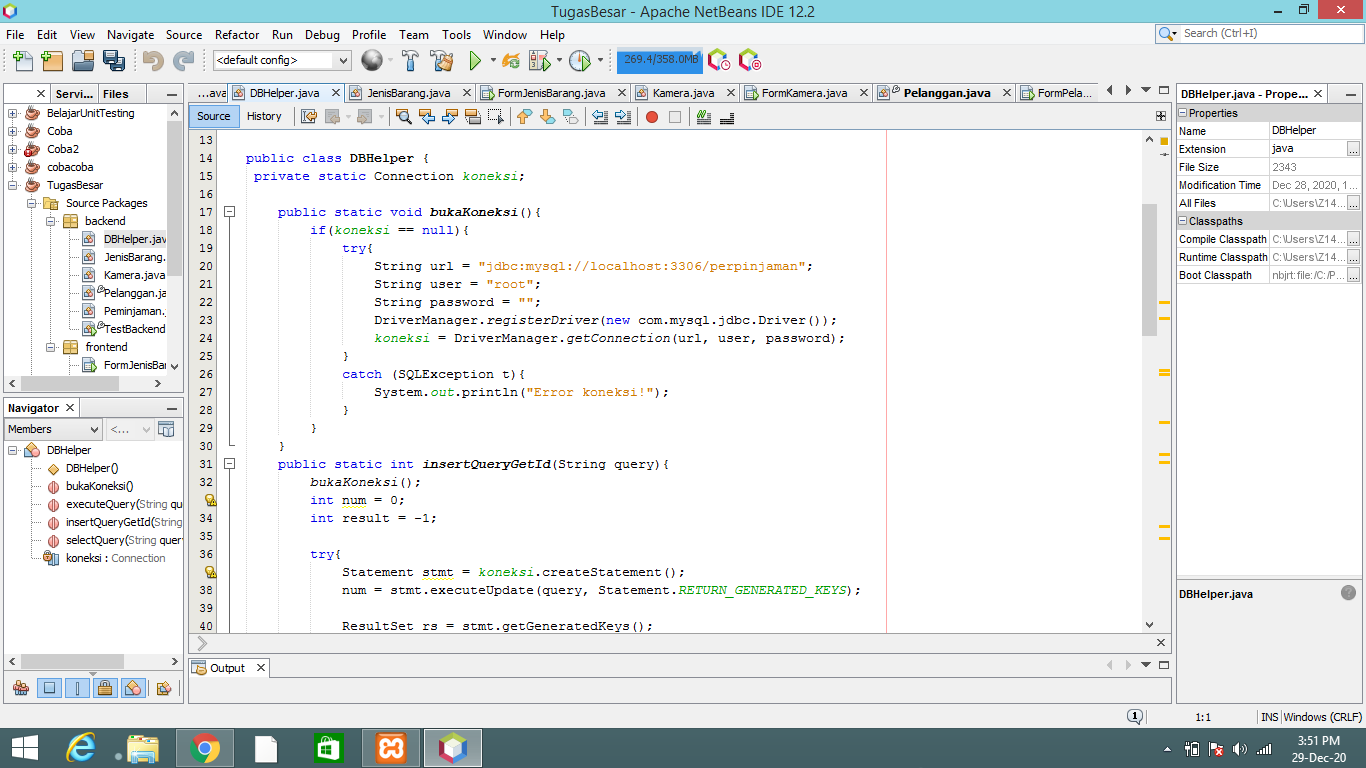 TugasBesar - Apache NetBeans IDE 12.2
File Edit View Navigate Source Refactor Run Debug Profile Team Tools Window Help
Search (Ctrl+I)
<default config>
269.4/358.0MB
Servi... Files
BelajarUnitTesting
Coba
Coba2
cobacoba
TugasBesar
Source Packages
backend
DBHelper.jav
JenisBarang.
Kamera.java
Pelanggan.ja
Peminjaman.
TestBackend
frontend
FormJenisBar
Navigator
Members
<...
DBHelper
DBHelper()
bukaKoneksi()
executeQuery(String qu
insertQueryGetId(String
selectQuery(String quer
koneksi : Connection
...ava DBHelper.java JenisBarang.java FormJenisBarang.java Kamera.java FormKamera.java Pelanggan.java FormPela...
Source History
13
14 public class DBHelper {
15 private static Connection koneksi;
16
17 public static void bukaKoneksi(){
18 if(koneksi == null){
19 try{
20 String url = "jdbc:mysql://localhost:3306/perpinjaman";
21 String user = "root";
22 String password = "";
23 DriverManager.registerDriver(new com.mysql.jdbc.Driver());
24 koneksi = DriverManager.getConnection(url, user, password);
25 }
26 catch (SQLException t){
27 System.out.println("Error koneksi!");
28 }
29 }
30 }
31 public static int insertQueryGetId(String query){
32 bukaKoneksi();
int num = 0;
34 int result = -1;
35
36 try{
Statement stmt = koneksi.createStatement();
38 num = stmt.executeUpdate(query, Statement.RETURN_GENERATED_KEYS);
39
40 ResultSet rs = stmt.getGeneratedKeys();
Output
DBHelper.java - Prope...
Properties
Name DBHelper
Extension java ...
File Size 2343
Modification Time Dec 28, 2020, 1...
All Files C:\Users\Z14... ...
Classpaths
Compile Classpath C:\Users\Z14... ...
Runtime Classpath C:\Users\Z14... ...
Boot Classpath nbjrt:file:/C:/P... ...
DBHelper.java
1:1 INS Windows (CRLF)
3:51 PM
29-Dec-20